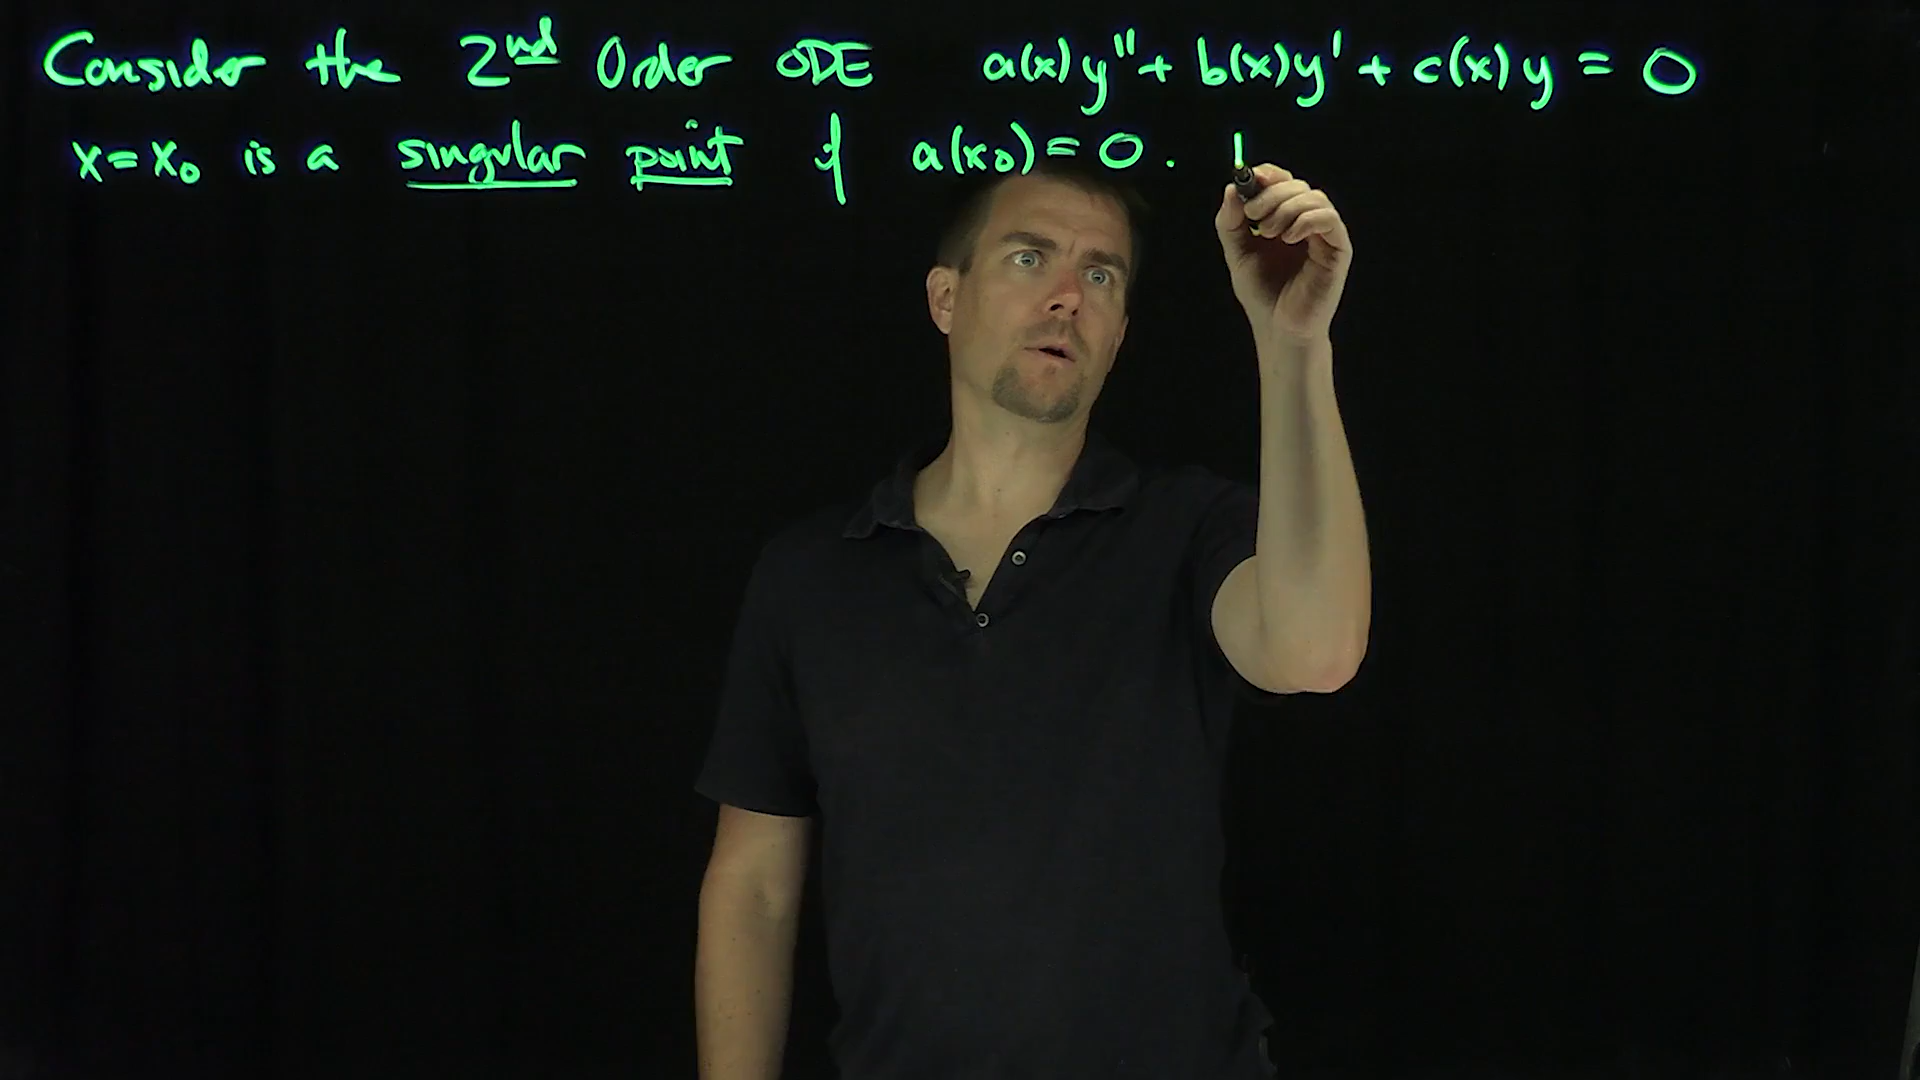 Consider the 2nd Order ODE a(x)y" + b(x)y' + c(x)y = 0
x = x0 is a singular point if a(x0) = 0.